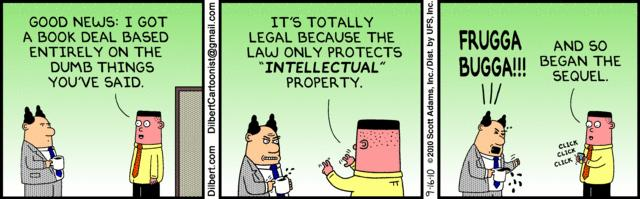 GOOD NEWS: I GOT
A BOOK DEAL BASED
ENTIRELY ON THE
DUMB THINGS
YOU'VE SAID.
Dilbert.com DilbertCartoonist@gmail.com
IT'S TOTALLY
LEGAL BECAUSE THE
LAW ONLY PROTECTS
"INTELLECTUAL"
PROPERTY.
9-16-10 ©2010 Scott Adams, Inc./Dist. by UFS, Inc.
FRUGGA
BUGGA!!!
AND SO
BEGAN THE
SEQUEL.
CLICK
CLICK
CLICK